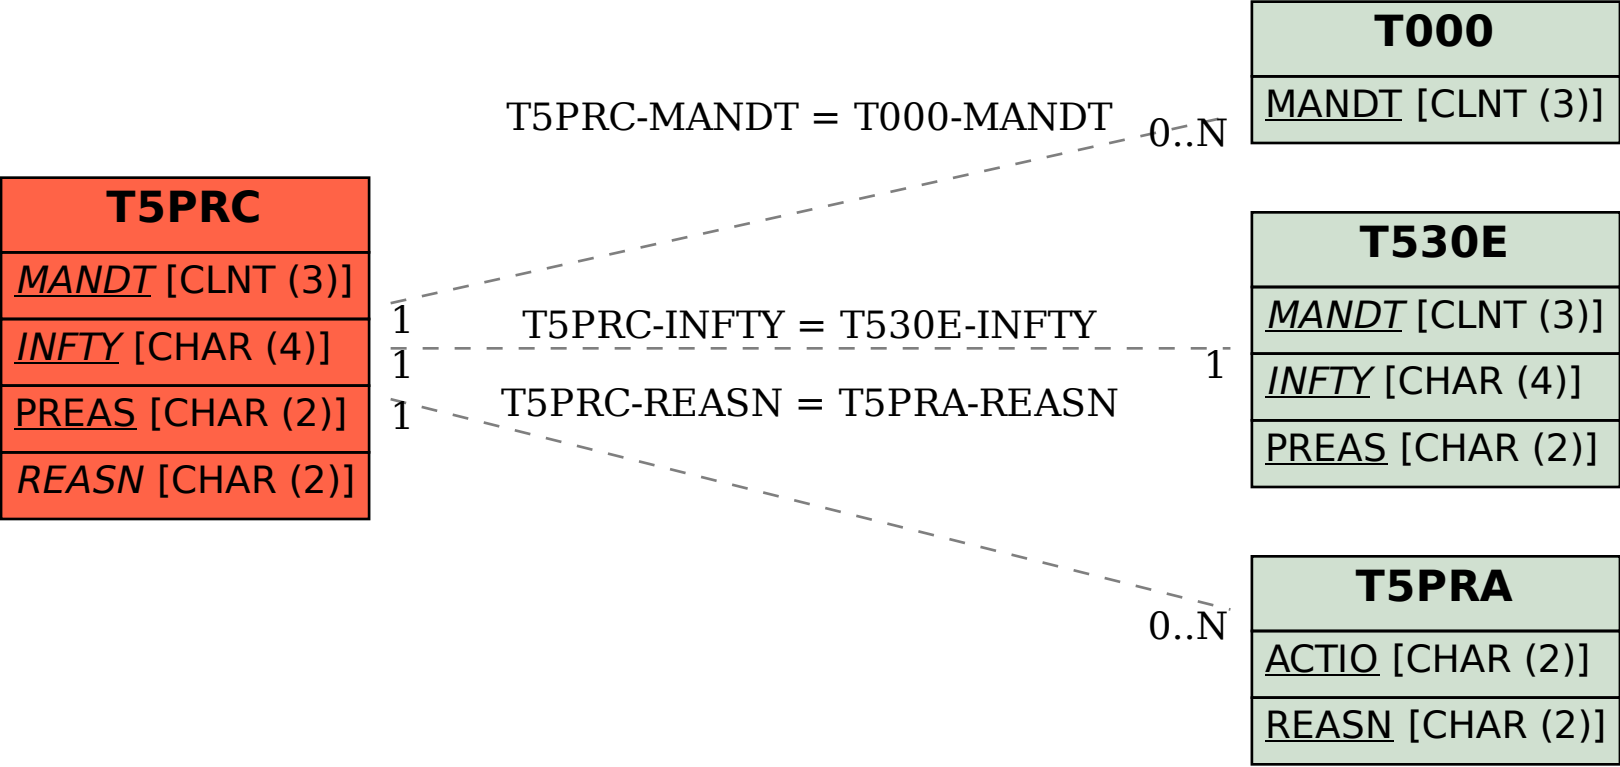 T5PRC
MANDT [CLNT (3)]
INFTY [CHAR (4)]
PREAS [CHAR (2)]
REASN [CHAR (2)]
T5PRC-MANDT = T000-MANDT
0..N
1
T5PRC-INFTY = T530E-INFTY
1
1
T5PRC-REASN = T5PRA-REASN
1
0..N
T000
MANDT [CLNT (3)]
T530E
MANDT [CLNT (3)]
INFTY [CHAR (4)]
PREAS [CHAR (2)]
T5PRA
ACTIO [CHAR (2)]
REASN [CHAR (2)]